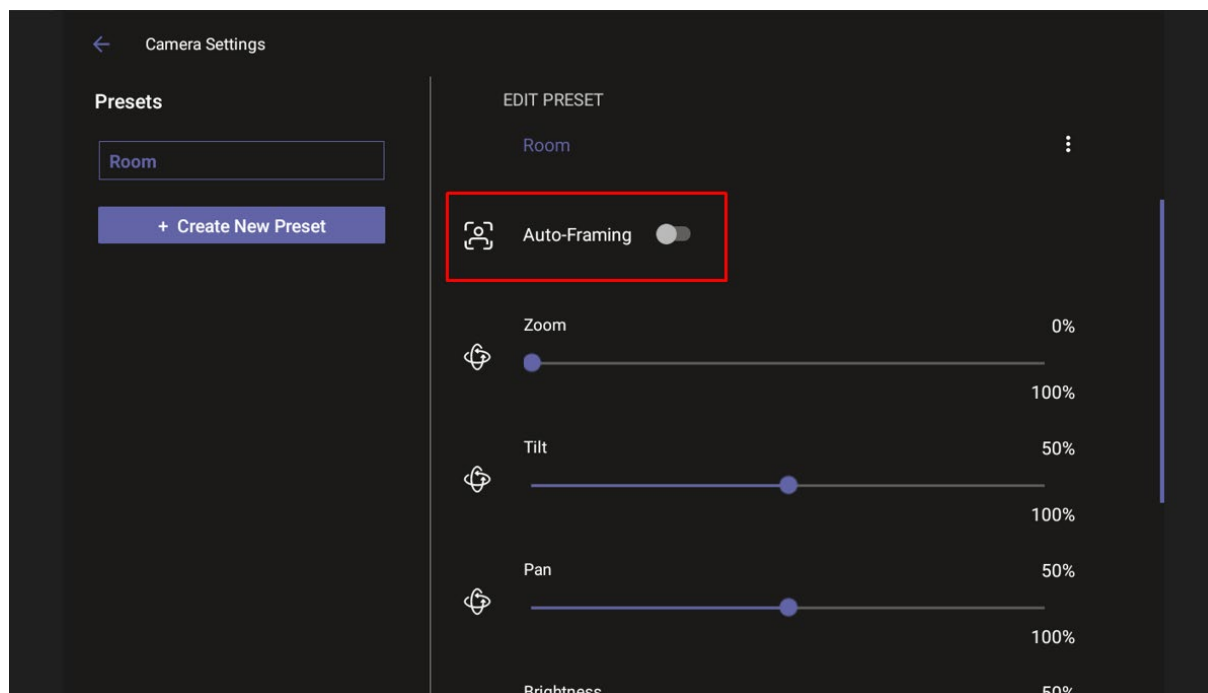 Camera Settings
Presets
Room
+ Create New Preset
EDIT PRESET
Room
Auto-Framing
Zoom 0%
100%
Tilt 50%
100%
Pan 50%
100%
Brightness 50%